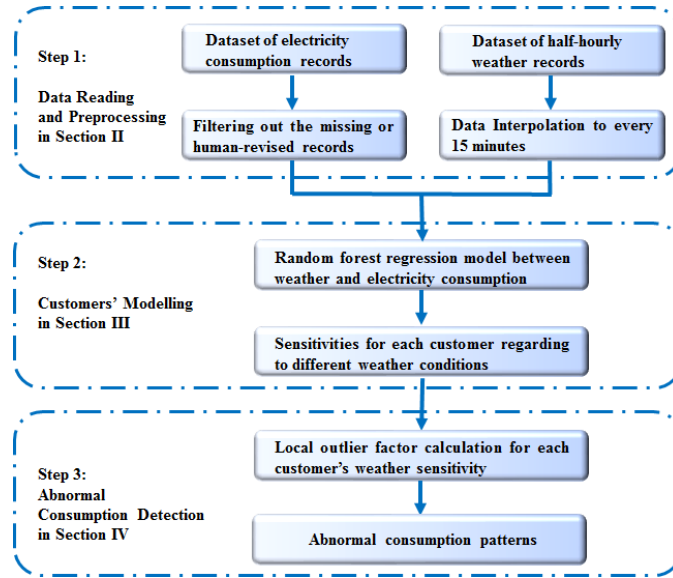 Step 1:
Data Reading
and Preprocessing
in Section II
Dataset of electricity
consumption records
Dataset of half-hourly
weather records
Filtering out the missing or
human-revised records
Data Interpolation to every
15 minutes
Step 2:
Customers' Modelling
in Section III
Random forest regression model between
weather and electricity consumption
Sensitivities for each customer regarding
to different weather conditions
Step 3:
Abnormal
Consumption Detection
in Section IV
Local outlier factor calculation for each
customer's weather sensitivity
Abnormal consumption patterns